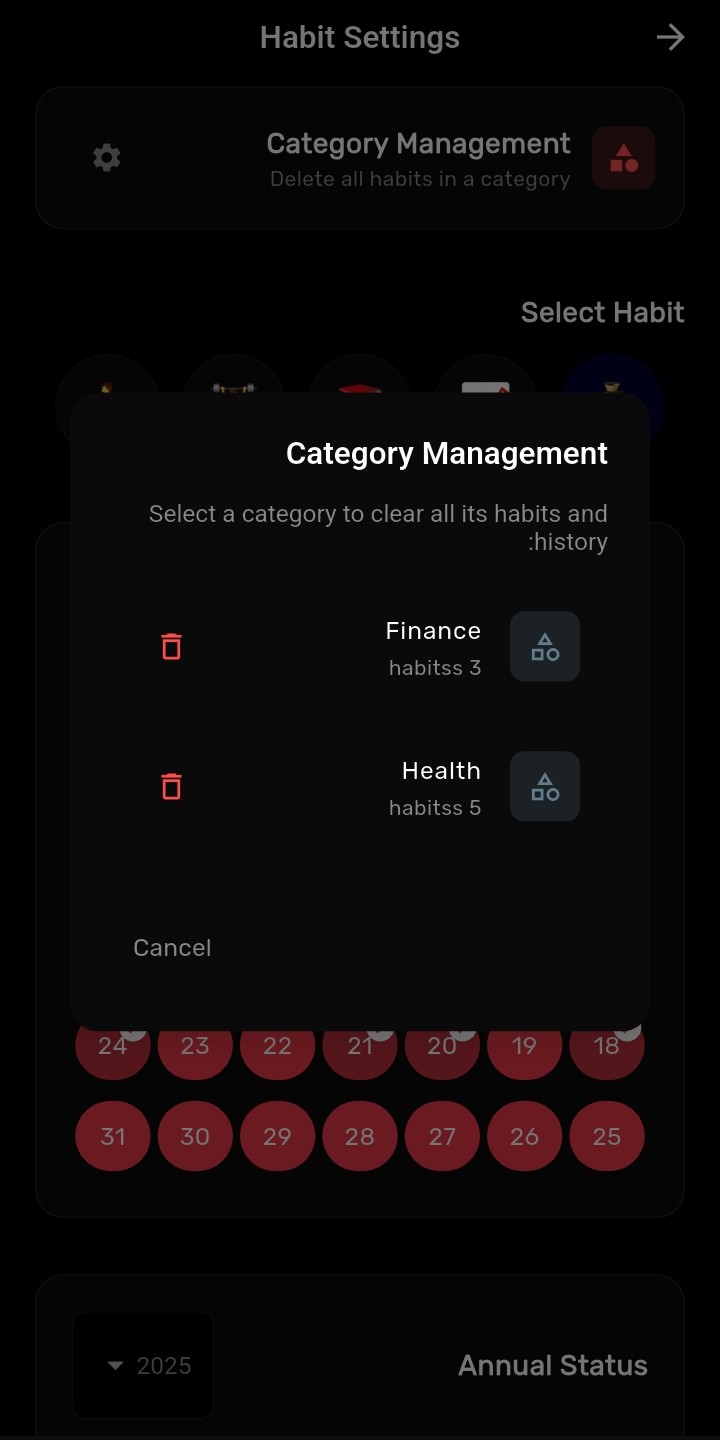 Habit Settings
Category Management
Delete all habits in a category
Select Habit
Category Management
Select a category to clear all its habits and
:history
Finance
habitss 3
Health
habitss 5
Cancel
24 23 22 21 20 19 18
31 30 29 28 27 26 25
2025 Annual Status